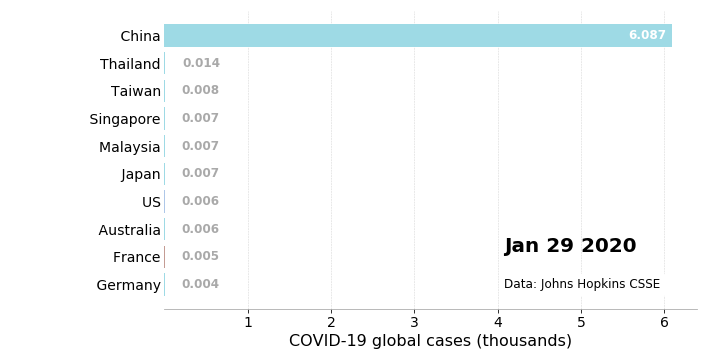 China 6.087
Thailand 0.014
Taiwan 0.008
Singapore 0.007
Malaysia 0.007
Japan 0.007
US 0.006
Australia 0.006
France 0.005
Germany 0.004
Jan 29 2020
Data: Johns Hopkins CSSE
1 2 3 4 5 6
COVID-19 global cases (thousands)